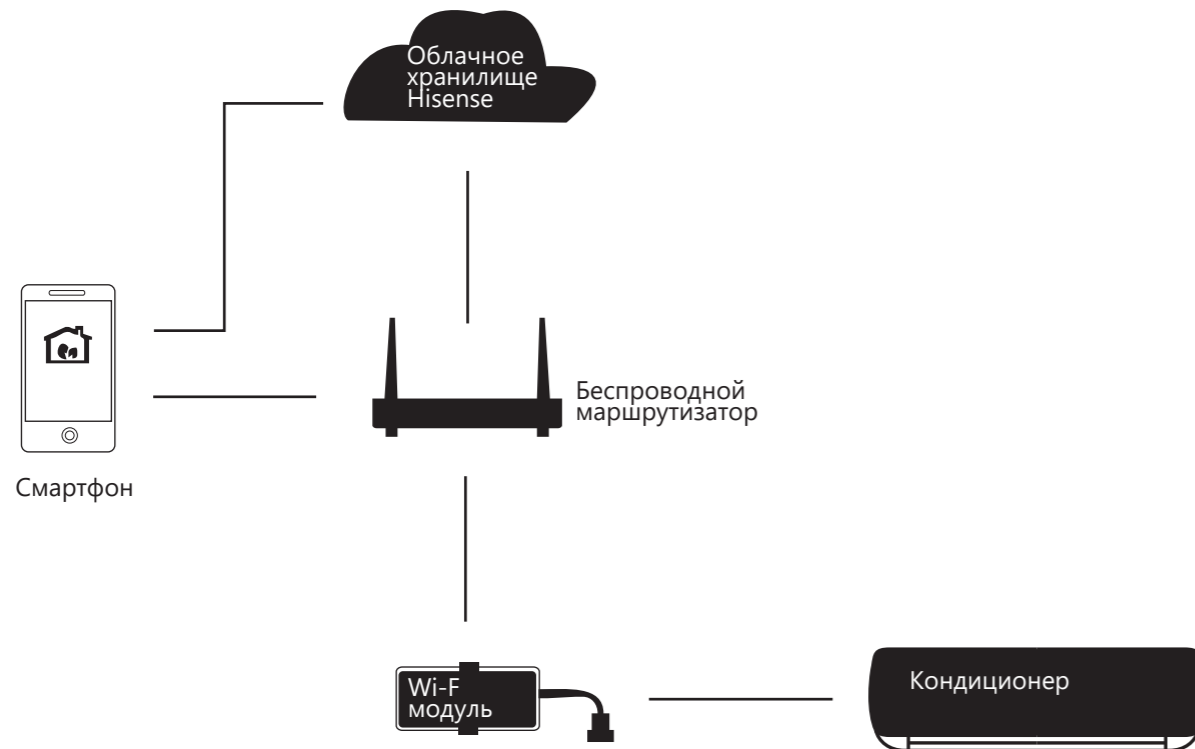 Облачное
хранилище
Hisense
Беспроводной
маршрутизатор
Смартфон
Wi-F
модуль
Кондиционер